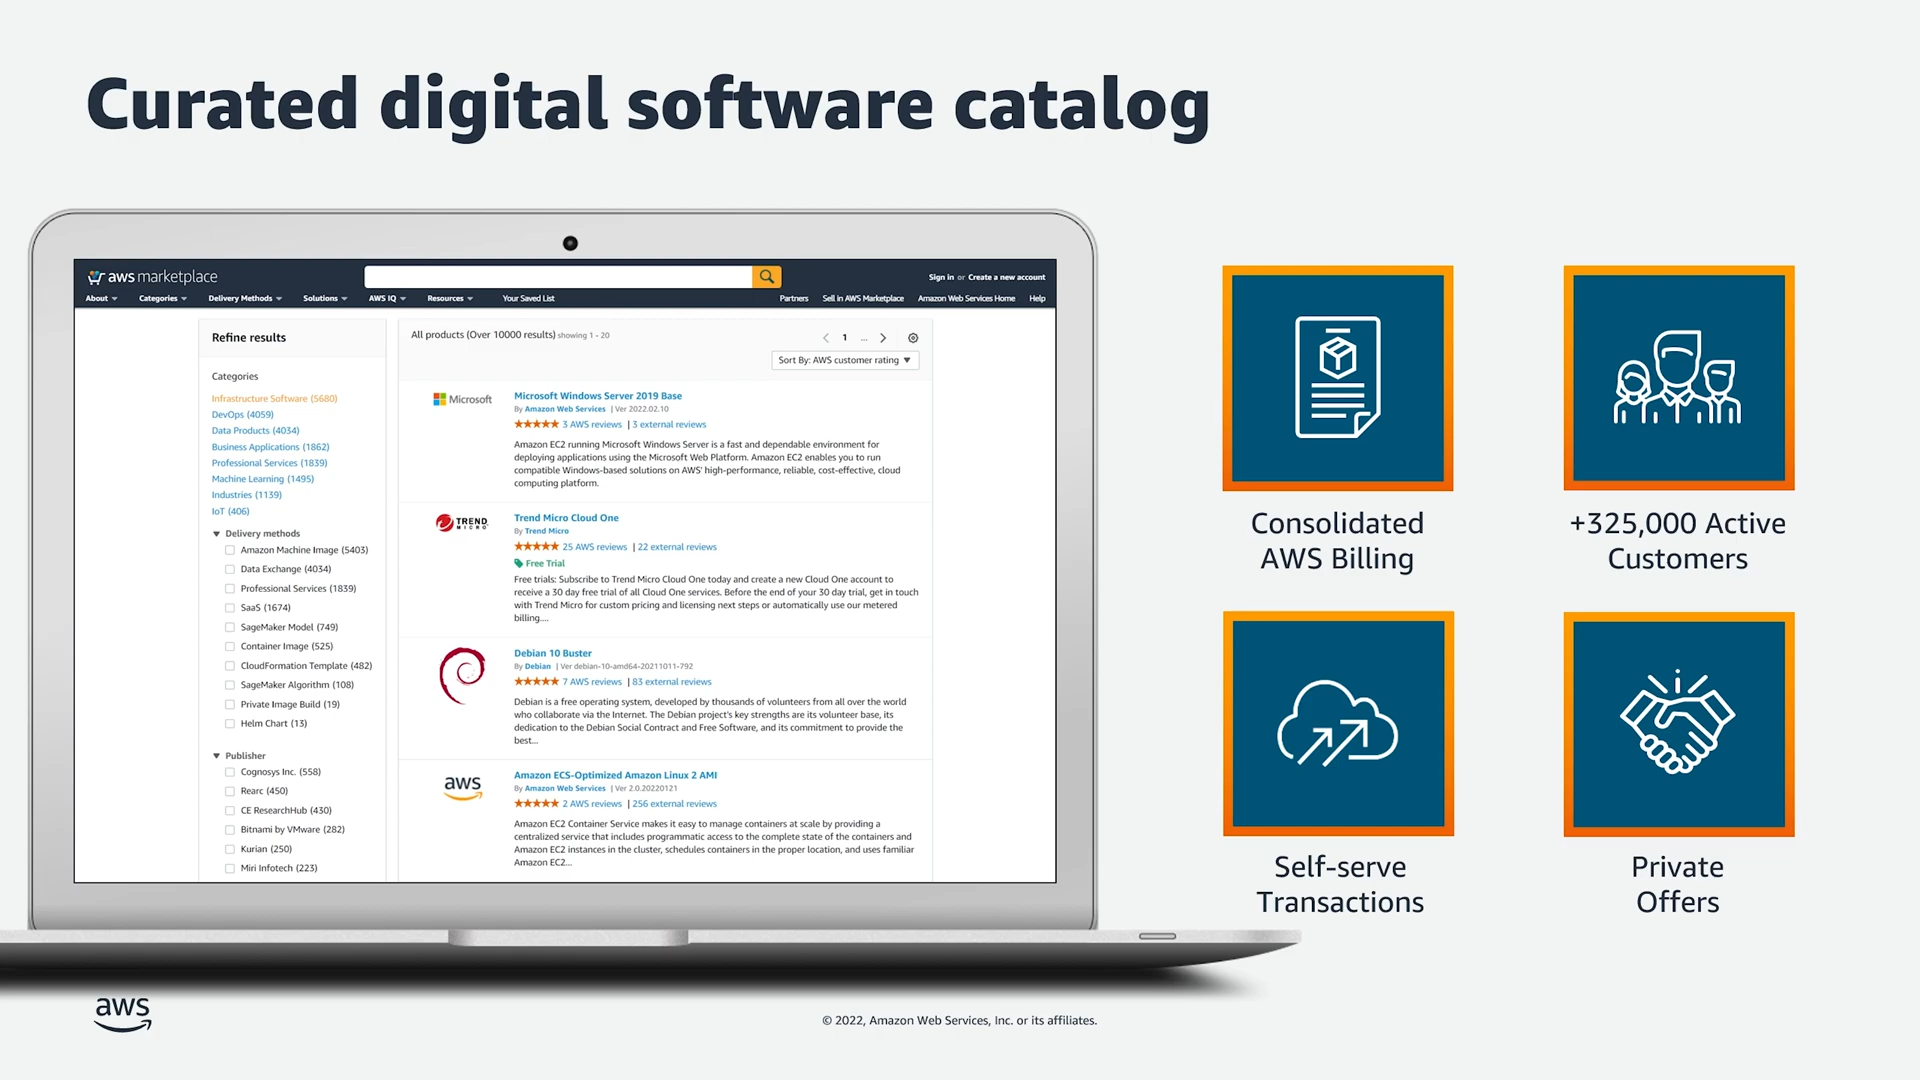 Curated digital software catalog
aws marketplace
Sign in or Create a new account
About Categories Delivery Methods Solutions AWS IQ Resources Your Saved List Partners Sell in AWS Marketplace Amazon Web Services Home Help
Refine results
Categories
Infrastructure Software (5680)
DevOps (4059)
Data Products (4034)
Business Applications (1862)
Professional Services (1839)
Machine Learning (1495)
Industries (1139)
IoT (406)
Delivery methods
Amazon Machine Image (5403)
Data Exchange (4034)
Professional Services (1839)
SaaS (1674)
SageMaker Model (749)
Container Image (525)
CloudFormation Template (482)
SageMaker Algorithm (108)
Private Image Build (19)
Helm Chart (13)
Publisher
Cognosys Inc. (558)
Rearc (450)
CE ResearchHub (430)
Bitnami by VMware (282)
Kurian (250)
Miri Infotech (223)
All products (Over 10000 results) showing 1 - 20
1 ...
Sort By: AWS customer rating
Microsoft
Microsoft Windows Server 2019 Base
By Amazon Web Services | Ver 2022.02.10
★★★★★ 3 AWS reviews | 3 external reviews
Amazon EC2 running Microsoft Windows Server is a fast and dependable environment for
deploying applications using the Microsoft Web Platform. Amazon EC2 enables you to run
compatible Windows-based solutions on AWS' high-performance, reliable, cost-effective, cloud
computing platform.
TREND
MICRO
Trend Micro Cloud One
By Trend Micro
★★★★★ 25 AWS reviews | 22 external reviews
Free Trial
Free trials: Subscribe to Trend Micro Cloud One today and create a new Cloud One account to
receive a 30 day free trial of all Cloud One services. Before the end of your 30 day trial, get in touch
with Trend Micro for custom pricing and licensing next steps or automatically use our metered
billing....
Debian 10 Buster
By Debian | Ver debian-10-amd64-20211011-792
★★★★★ 7 AWS reviews | 83 external reviews
Debian is a free operating system, developed by thousands of volunteers from all over the world
who collaborate via the Internet. The Debian project's key strengths are its volunteer base, its
dedication to the Debian Social Contract and Free Software, and its commitment to provide the
best...
aws
Amazon ECS-Optimized Amazon Linux 2 AMI
By Amazon Web Services | Ver 2.0.20220121
★★★★★ 2 AWS reviews | 256 external reviews
Amazon EC2 Container Service makes it easy to manage containers at scale by providing a
centralized service that includes programmatic access to the complete state of the containers and
Amazon EC2 instances in the cluster, schedules containers in the proper location, and uses familiar
Amazon EC2...
Consolidated
AWS Billing
+325,000 Active
Customers
Self-serve
Transactions
Private
Offers
aws
© 2022, Amazon Web Services, Inc. or its affiliates.